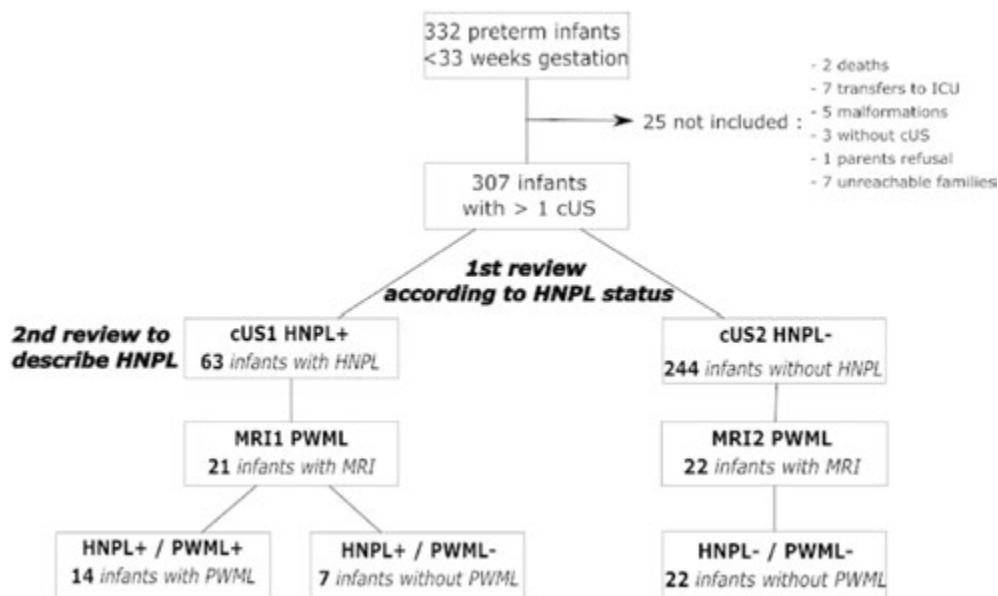 332 preterm infants
<33 weeks gestation
25 not included :
- 2 deaths
- 7 transfers to ICU
- 5 malformations
- 3 without cUS
- 1 parents refusal
- 7 unreachable families
307 infants
with > 1 cUS
1st review
according to HNPL status
2nd review to
describe HNPL
cUS1 HNPL+
63 infants with HNPL
cUS2 HNPL-
244 infants without HNPL
MRI1 PWML
21 infants with MRI
MRI2 PWML
22 infants with MRI
HNPL+ / PWML+
14 infants with PWML
HNPL+ / PWML-
7 infants without PWML
HNPL- / PWML-
22 infants without PWML